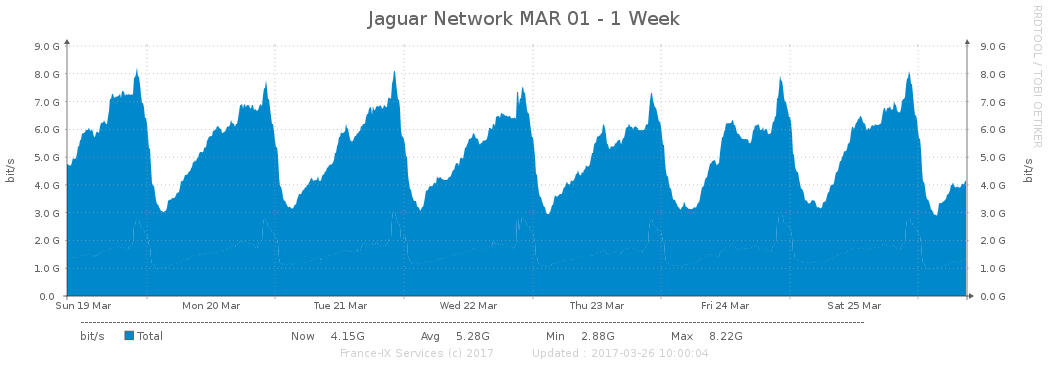 Jaguar Network MAR 01 - 1 Week
RRDTOOL / TOBI OETIKER
bit/s
9.0 G 9.0 G
8.0 G 8.0 G
7.0 G 7.0 G
6.0 G 6.0 G
5.0 G 5.0 G
4.0 G 4.0 G
3.0 G 3.0 G
2.0 G 2.0 G
1.0 G 1.0 G
0.0 0.0 G
bit/s
Sun 19 Mar Mon 20 Mar Tue 21 Mar Wed 22 Mar Thu 23 Mar Fri 24 Mar Sat 25 Mar
bit/s Total Now 4.15G Avg 5.28G Min 2.88G Max 8.22G
France-IX Services (c) 2017 Updated : 2017-03-26 10:00:04